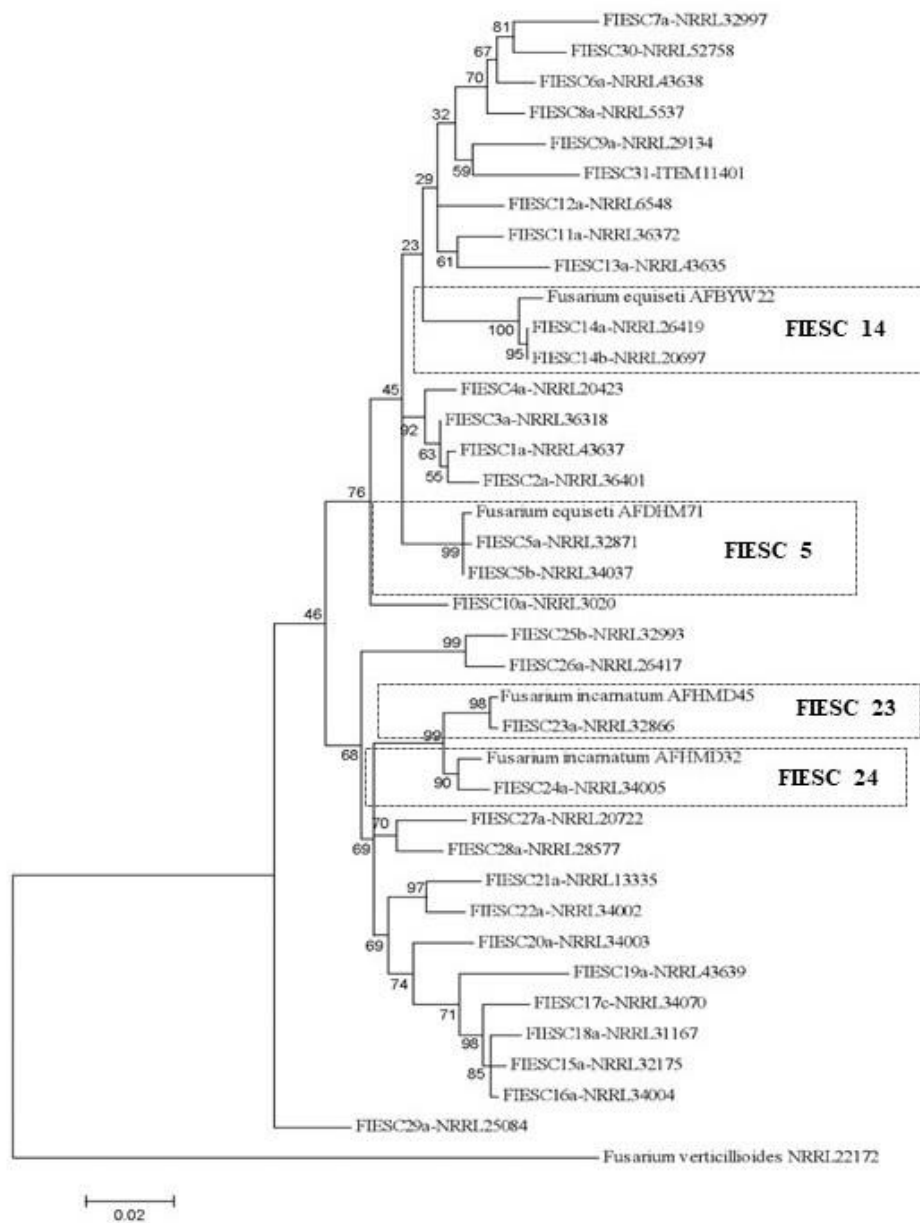 FIESC7a-NRRL32997
81
FIESC30-NRRL52758
67
FIESC6a-NRRL43638
70
FIESC8a-NRRL5537
32
FIESC9a-NRRL29134
59
FIESC31-ITEM11401
29
FIESC12a-NRRL6548
FIESC11a-NRRL36372
23
61
FIESC13a-NRRL43635
Fusarium equiseti AFBYW22
100
FIESC14a-NRRL26419
FIESC 14
95
FIESC14b-NRRL20697
45
FIESC4a-NRRL20423
92
FIESC3a-NRRL36318
63
FIESC1a-NRRL43637
55
FIESC2a-NRRL36401
76
Fusarium equiseti AFDHM71
99
FIESC5a-NRRL32871
FIESC 5
FIESC5b-NRRL34037
FIESC10a-NRRL3020
46
99
FIESC25b-NRRL32993
FIESC26a-NRRL26417
98
Fusarium incarnatum AFHMD45
FIESC 23
FIESC23a-NRRL32866
99
68
Fusarium incarnatum AFHMD32
90
FIESC24a-NRRL34005
FIESC 24
70
FIESC27a-NRRL20722
69
FIESC28a-NRRL28577
97
FIESC21a-NRRL13335
FIESC22a-NRRL34002
69
FIESC20a-NRRL34003
74
FIESC19a-NRRL43639
71
FIESC17c-NRRL34070
98
FIESC18a-NRRL31167
85
FIESC15a-NRRL32175
FIESC16a-NRRL34004
FIESC29a-NRRL25084
Fusarium verticillioides NRRL22172
0.02